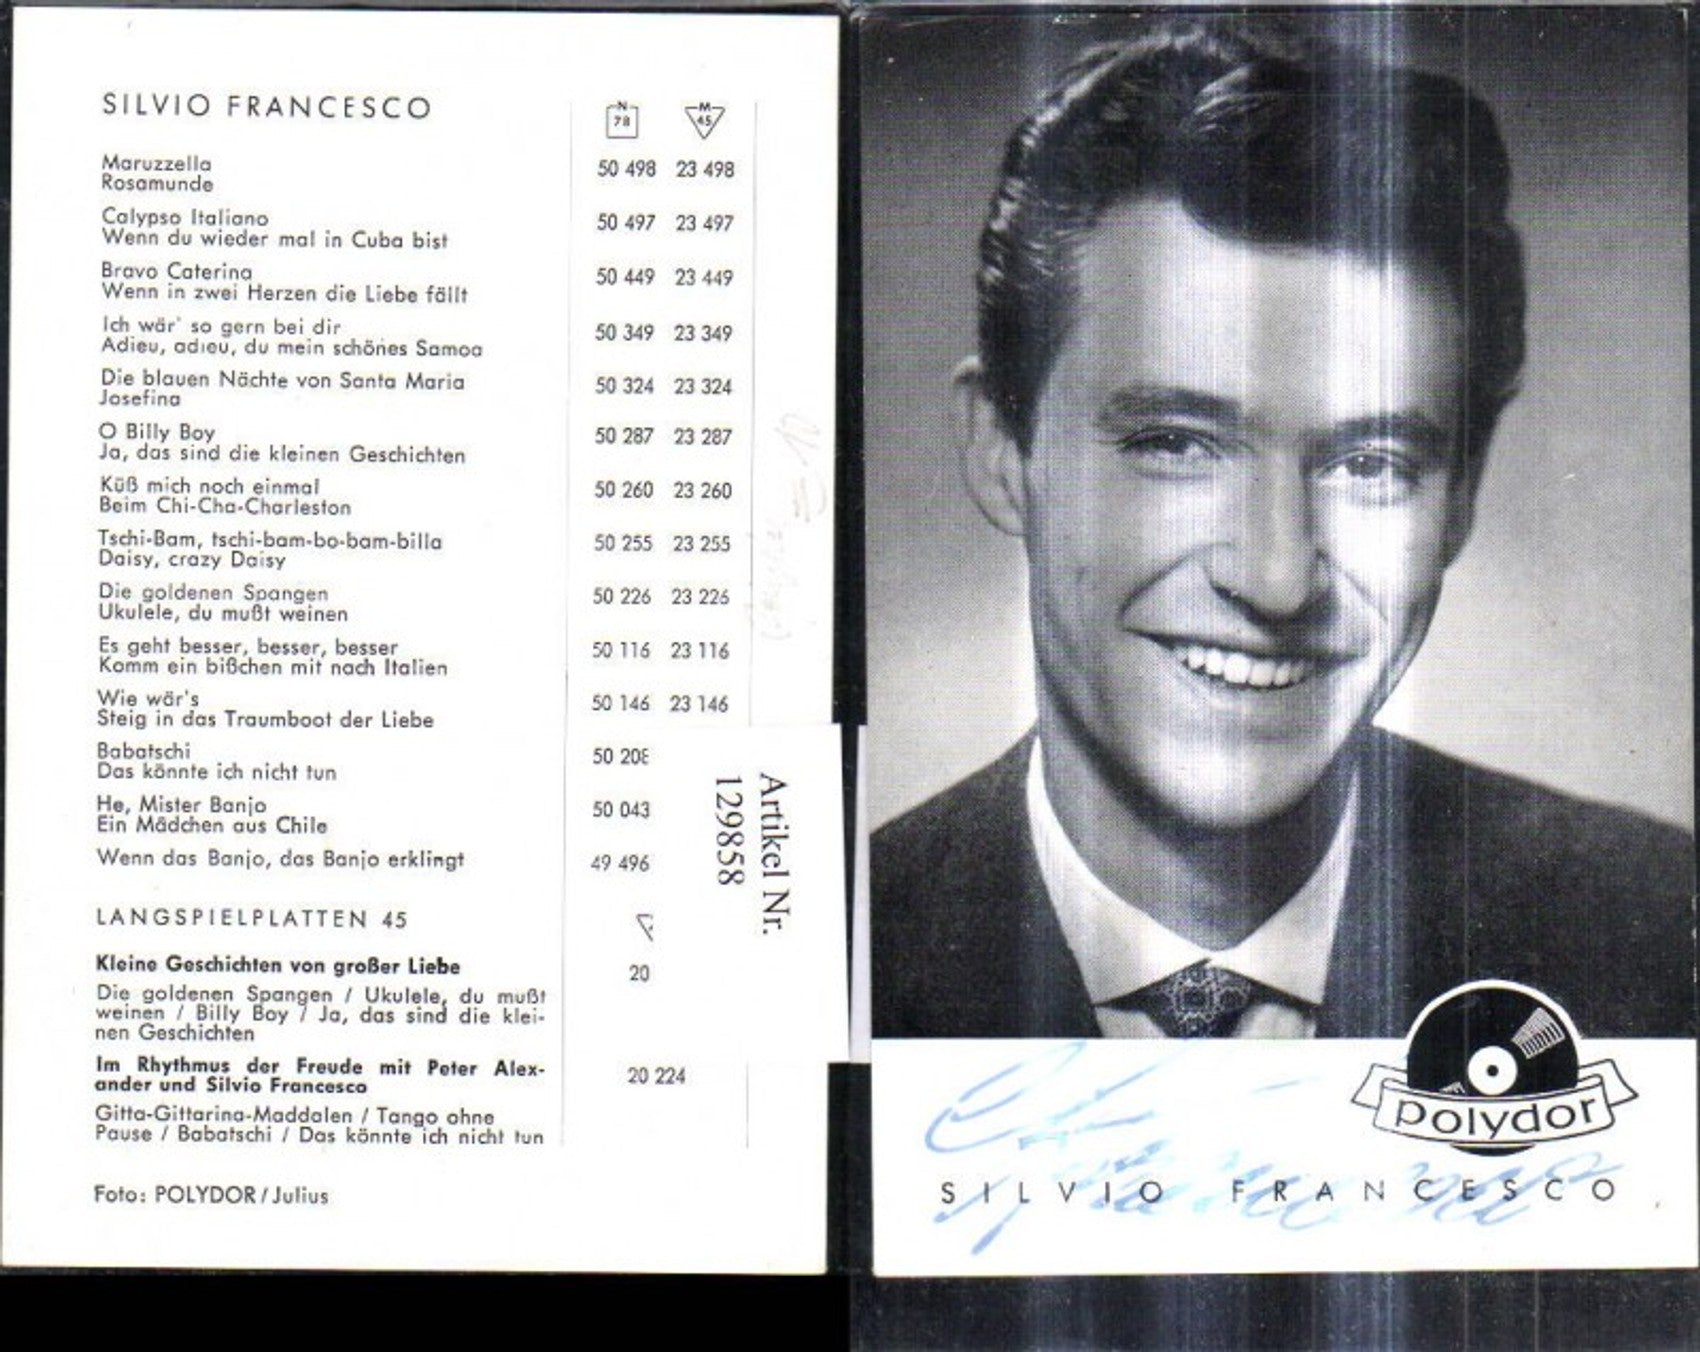 SILVIO FRANCESCO
N 78 M 45
Maruzzella
Rosamunde
50 498 23 498
Calypso Italiano
Wenn du wieder mal in Cuba bist
50 497 23 497
Bravo Caterina
Wenn in zwei Herzen die Liebe fällt
50 449 23 449
Ich wär' so gern bei dir
Adieu, adieu, du mein schönes Samoa
50 349 23 349
Die blauen Nächte von Santa Maria
Josefina
50 324 23 324
O Billy Boy
Ja, das sind die kleinen Geschichten
50 287 23 287
Küß mich noch einmal
Beim Chi-Cha-Charleston
50 260 23 260
Tschi-Bam, tschi-bam-bo-bam-billa
Daisy, crazy Daisy
50 255 23 255
Die goldenen Spangen
Ukulele, du mußt weinen
50 226 23 226
Es geht besser, besser, besser
Komm ein bißchen mit nach Italien
50 116 23 116
Wie wär's
Steig in das Traumboot der Liebe
50 146 23 146
Babatschi
Das könnte ich nicht tun
50 208
He, Mister Banjo
Ein Mädchen aus Chile
50 043
Wenn das Banjo, das Banjo erklingt
49 496
LANGSPIELPLATTEN 45
Kleine Geschichten von großer Liebe
20
Die goldenen Spangen / Ukulele, du mußt
weinen / Billy Boy / Ja, das sind die klei-
nen Geschichten
Im Rhythmus der Freude mit Peter Alex-
ander und Silvio Francesco
20 224
Gitta-Gittarina-Maddalen / Tango ohne
Pause / Babatschi / Das könnte ich nicht tun
Foto: POLYDOR/Julius
Artikel Nr.
129858
polydor
SILVIO FRANCESCO